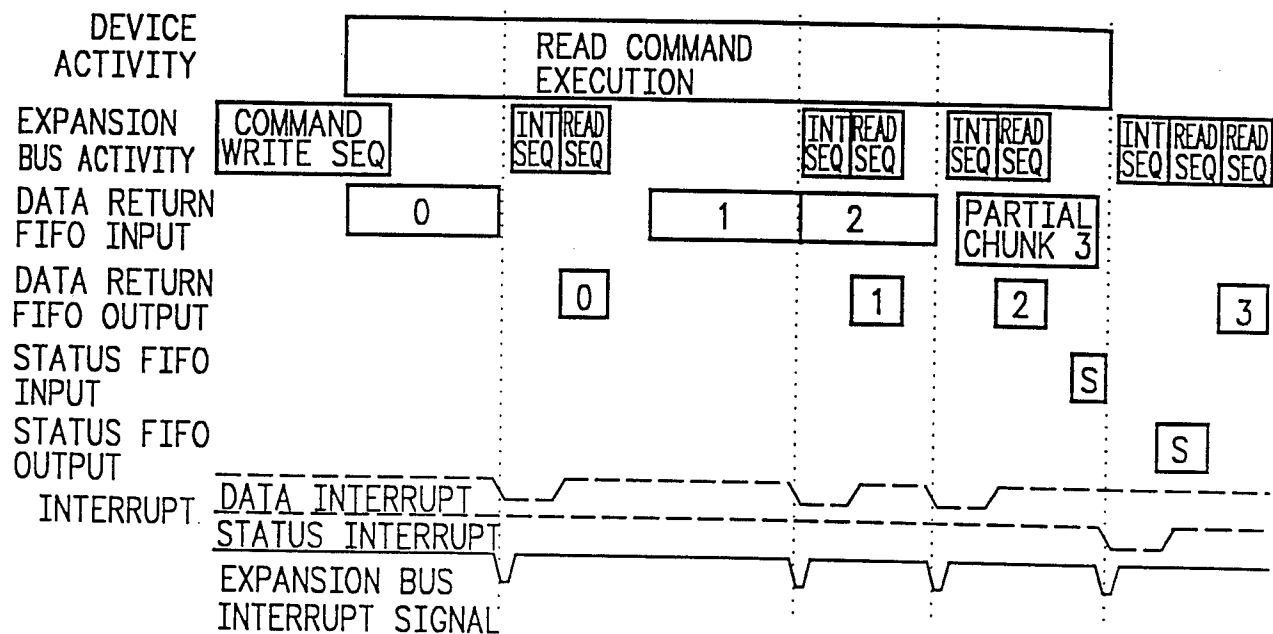 DEVICE
ACTIVITY
READ COMMAND
EXECUTION
EXPANSION
BUS ACTIVITY
COMMAND
WRITE SEQ
INT
SEQ
READ
SEQ
INT
SEQ
READ
SEQ
INT
SEQ
READ
SEQ
INT
SEQ
READ
SEQ
READ
SEQ
DATA RETURN
FIFO INPUT
0
1
2
PARTIAL
CHUNK 3
DATA RETURN
FIFO OUTPUT
0
1
2
3
STATUS FIFO
INPUT
S
STATUS FIFO
OUTPUT
S
INTERRUPT
DATA INTERRUPT
STATUS INTERRUPT
EXPANSION BUS
INTERRUPT SIGNAL